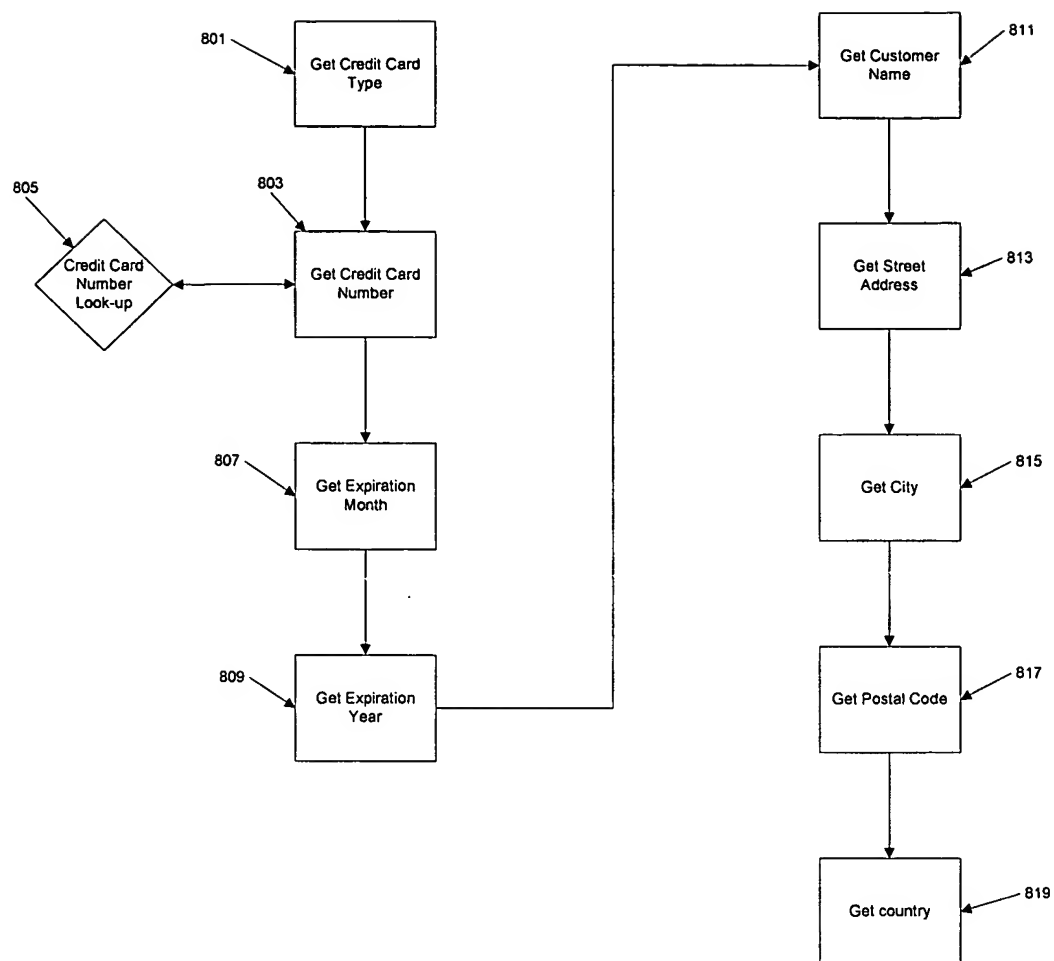 801
Get Credit Card
Type
805
Credit Card
Number
Look-up
803
Get Credit Card
Number
807
Get Expiration
Month
809
Get Expiration
Year
811
Get Customer
Name
813
Get Street
Address
815
Get City
817
Get Postal Code
819
Get country